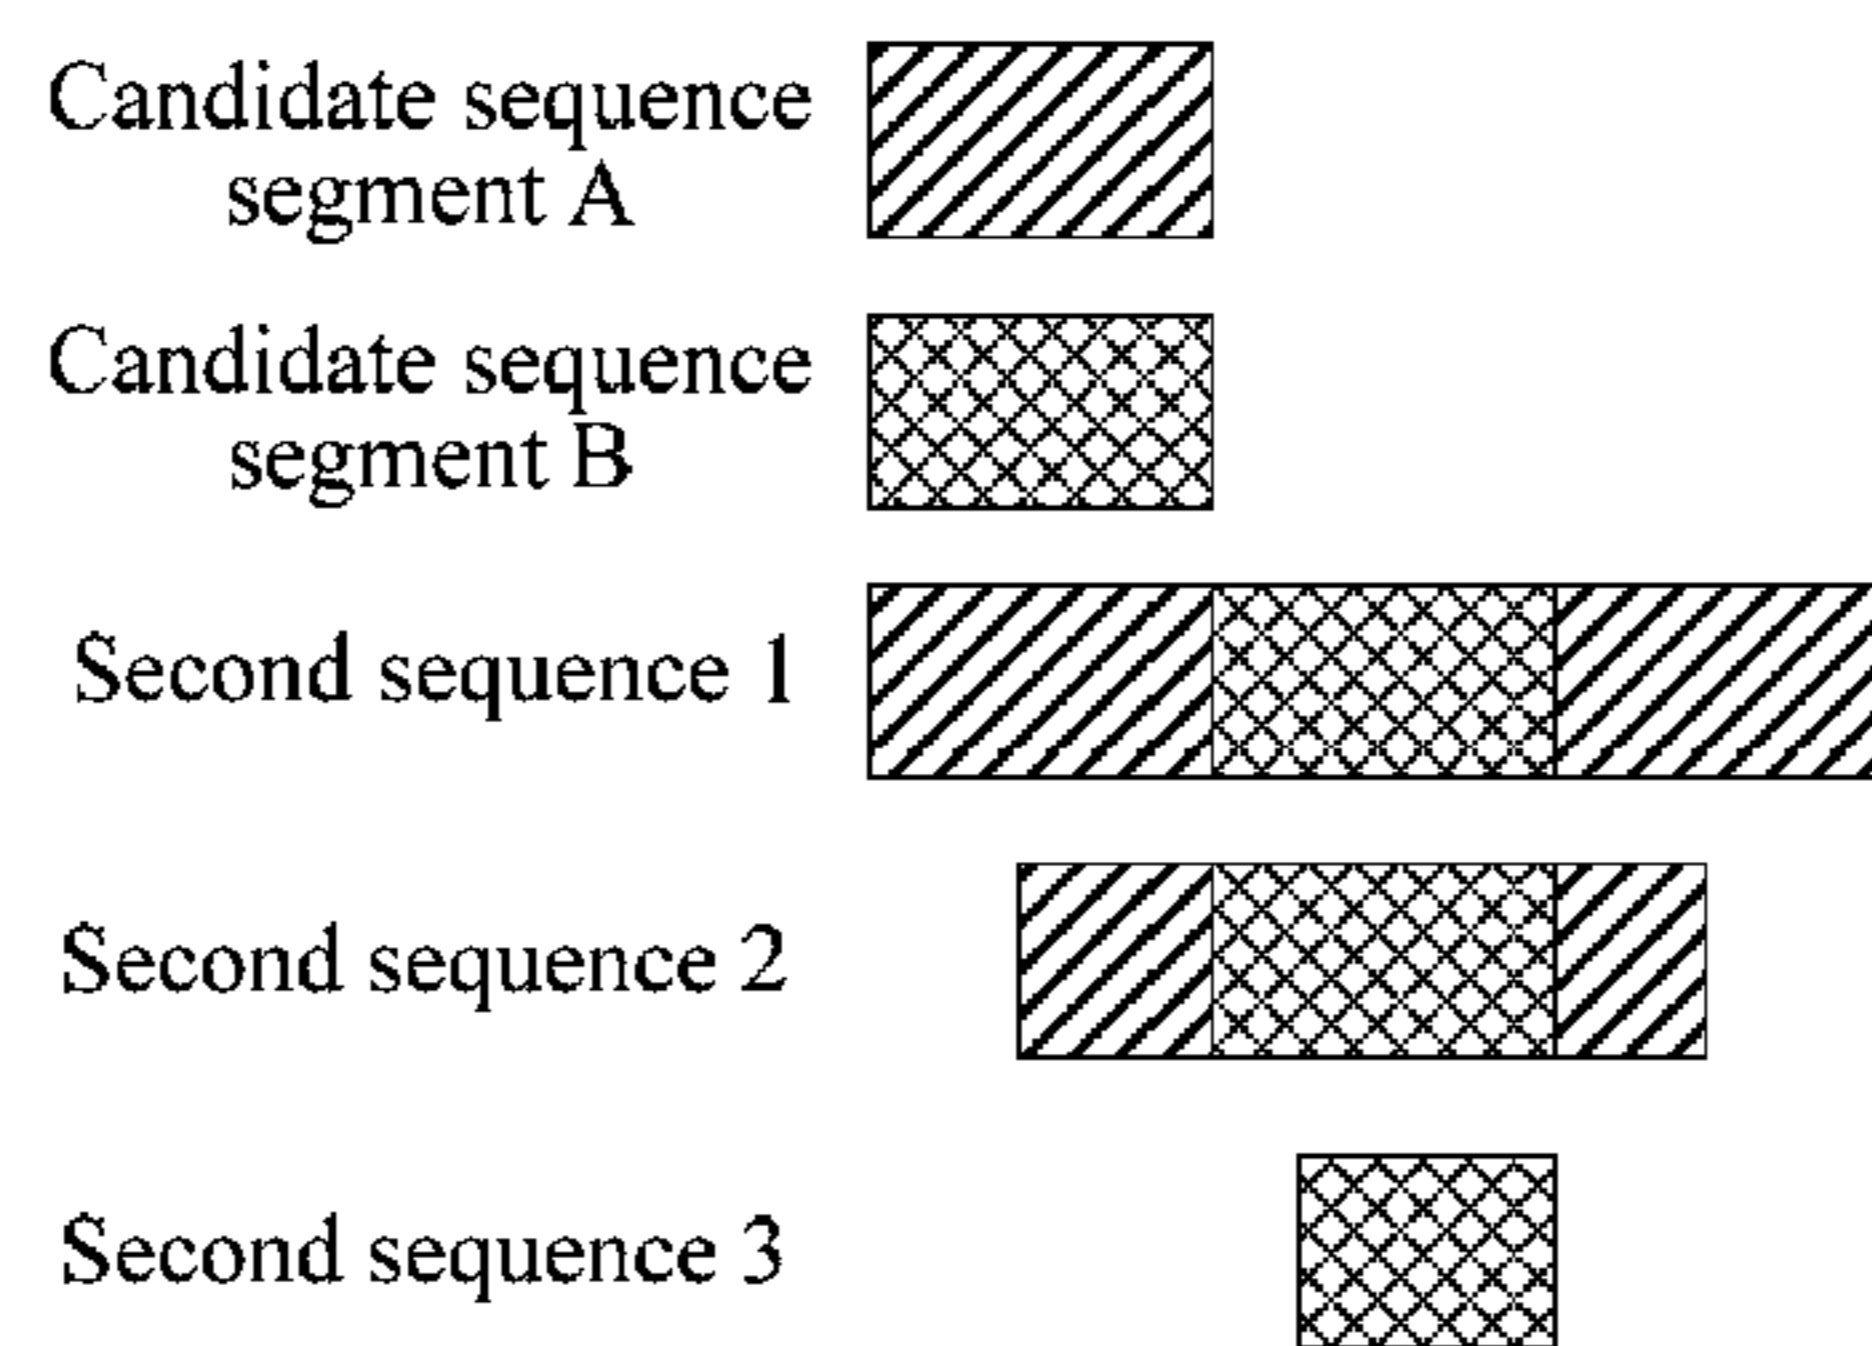 Candidate sequence
segment A
Candidate sequence
segment B
Second sequence 1
Second sequence 2
Second sequence 3